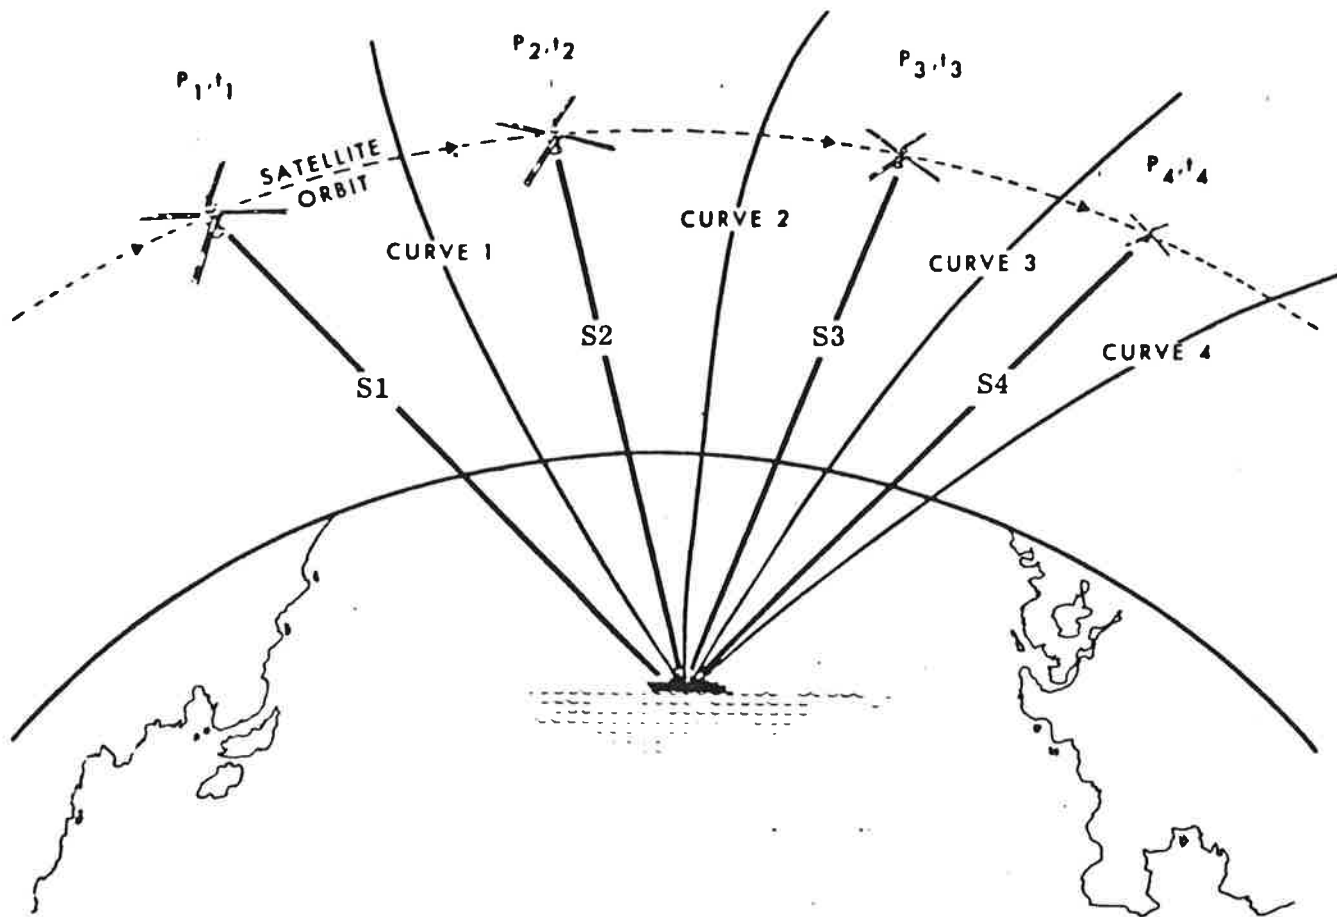 P1,t1
P2,t2
P3,t3
P4,t4
SATELLITE
ORBIT
CURVE 1
CURVE 2
CURVE 3
CURVE 4
S1
S2
S3
S4